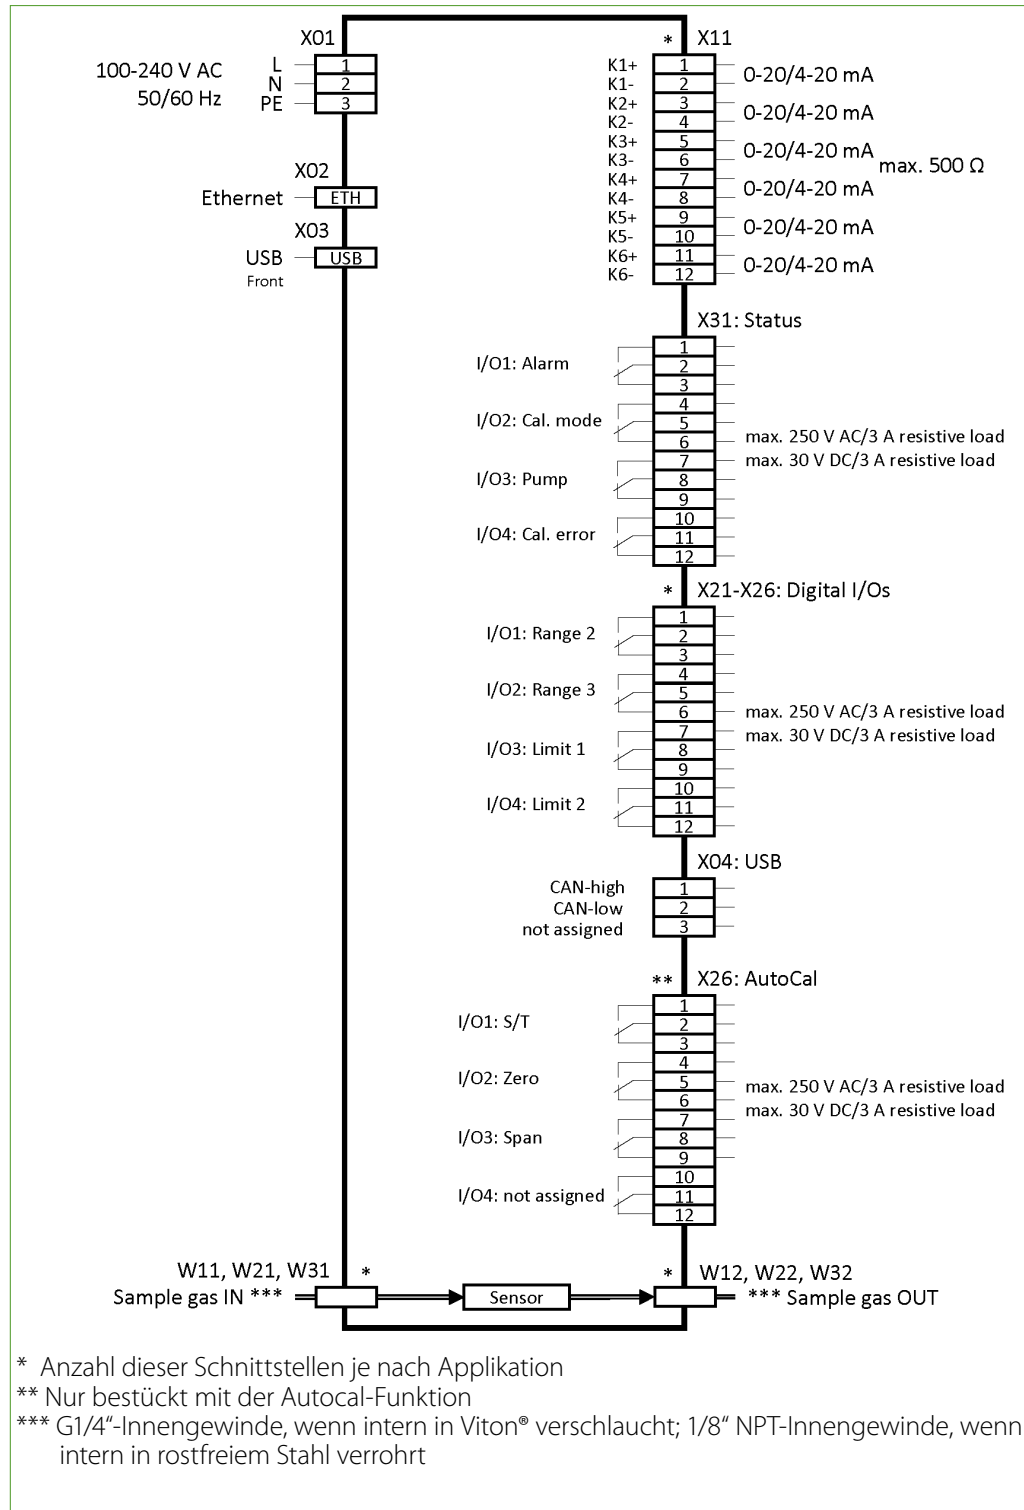 X01
100-240 V AC
50/60 Hz
L 1
N 2
PE 3
X02
Ethernet ETH
X03
USB USB
Front
* X11
K1+ 1
K1- 2
0-20/4-20 mA
K2+ 3
K2- 4
0-20/4-20 mA
K3+ 5
K3- 6
0-20/4-20 mA
max. 500 Ω
K4+ 7
K4- 8
0-20/4-20 mA
K5+ 9
K5- 10
0-20/4-20 mA
K6+ 11
K6- 12
0-20/4-20 mA
X31: Status
1
I/O1: Alarm 2
3
4
I/O2: Cal. mode 5
6
7
I/O3: Pump 8
9
10
I/O4: Cal. error 11
12
max. 250 V AC/3 A resistive load
max. 30 V DC/3 A resistive load
* X21-X26: Digital I/Os
1
I/O1: Range 2 2
3
4
I/O2: Range 3 5
6
7
I/O3: Limit 1 8
9
10
I/O4: Limit 2 11
12
max. 250 V AC/3 A resistive load
max. 30 V DC/3 A resistive load
X04: USB
CAN-high 1
CAN-low 2
not assigned 3
** X26: AutoCal
1
I/O1: S/T 2
3
4
I/O2: Zero 5
6
7
I/O3: Span 8
9
10
I/O4: not assigned 11
12
max. 250 V AC/3 A resistive load
max. 30 V DC/3 A resistive load
W11, W21, W31 *
Sample gas IN ***
Sensor
* W12, W22, W32
*** Sample gas OUT
* Anzahl dieser Schnittstellen je nach Applikation
** Nur bestückt mit der Autocal-Funktion
*** G1/4“-Innengewinde, wenn intern in Viton® verschlaucht; 1/8“ NPT-Innengewinde, wenn
intern in rostfreiem Stahl verrohrt